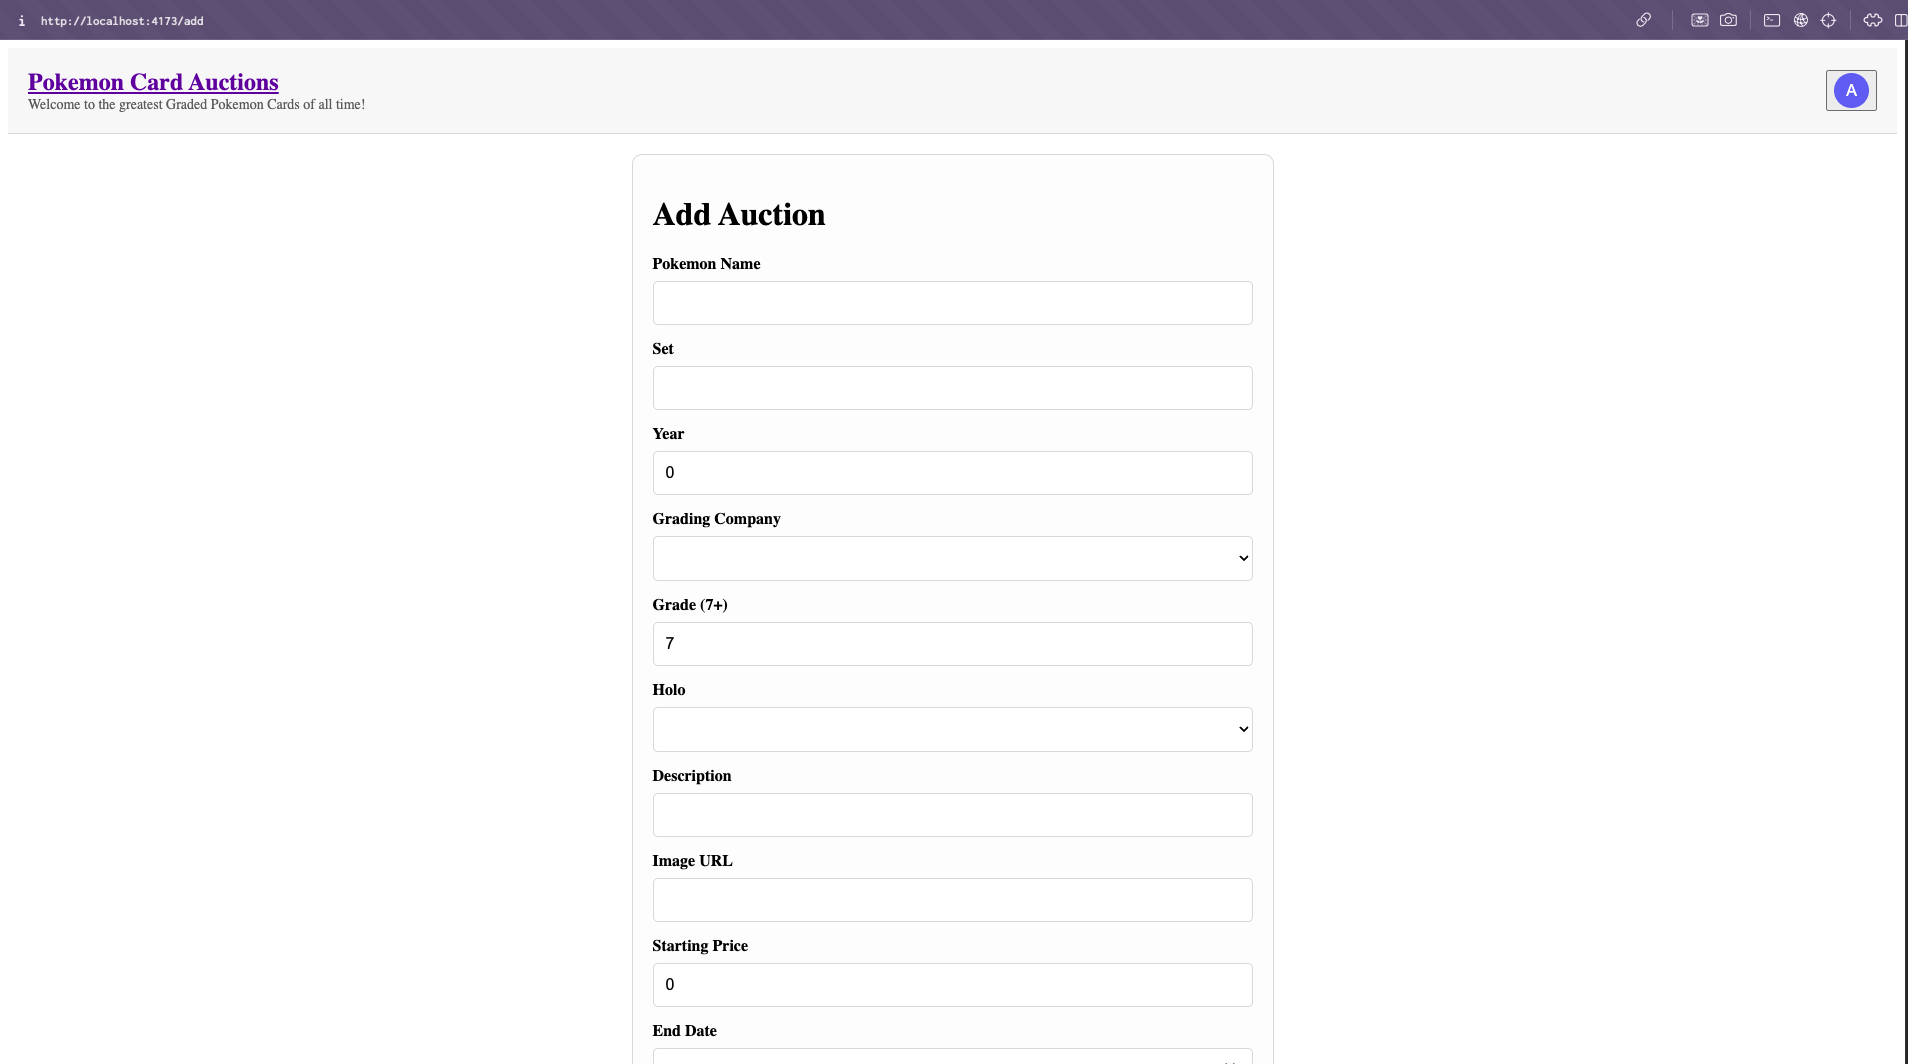 i http://localhost:4173/add
Pokemon Card Auctions
Welcome to the greatest Graded Pokemon Cards of all time!
A
Add Auction
Pokemon Name
Set
Year
0
Grading Company
Grade (7+)
7
Holo
Description
Image URL
Starting Price
0
End Date